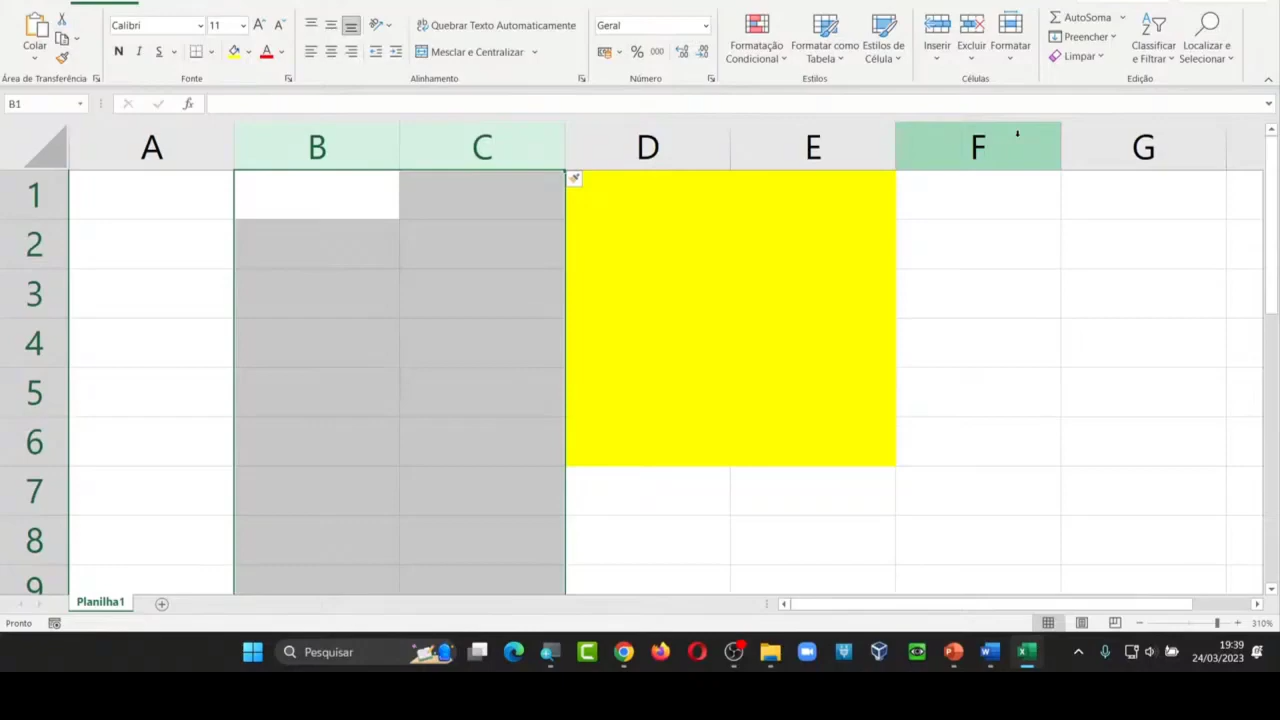 Calibri 11 Quebrar Texto Automaticamente Geral AutoSoma
Colar Formatação Condicional Formatar como Tabela Estilos de Célula Inserir Excluir Formatar Preencher Classificar e Filtrar Localizar e Selecionar
N I S A Mesclar e Centralizar % 000 Limpar
Área de Transferência Fonte Alinhamento Número Estilos Células Edição
B1 fx
A B C D E F G
1
2
3
4
5
6
7
8
9
Planilha1
Pronto 310%
Pesquisar 19:39
24/03/2023